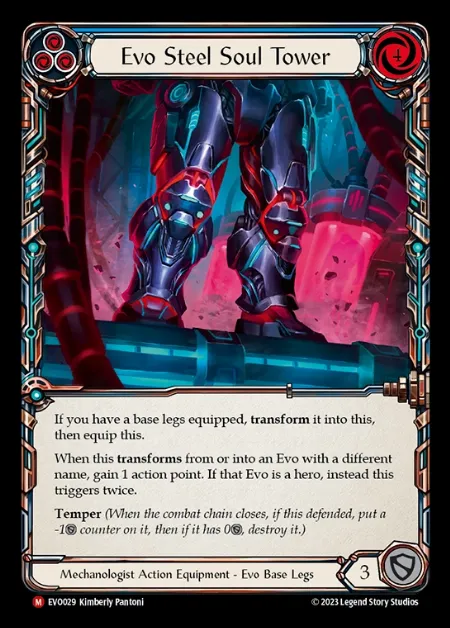 Evo Steel Soul Tower
4
If you have a base legs equipped, transform it into this,
then equip this.
When this transforms from or into an Evo with a different
name, gain 1 action point. If that Evo is a hero, instead this
triggers twice.
Temper (When the combat chain closes, if this defended, put a
-1 counter on it, then if it has 0, destroy it.)
Mechanologist Action Equipment - Evo Base Legs
3
M EVO029 Kimberly Pantoni
© 2023 Legend Story Studios